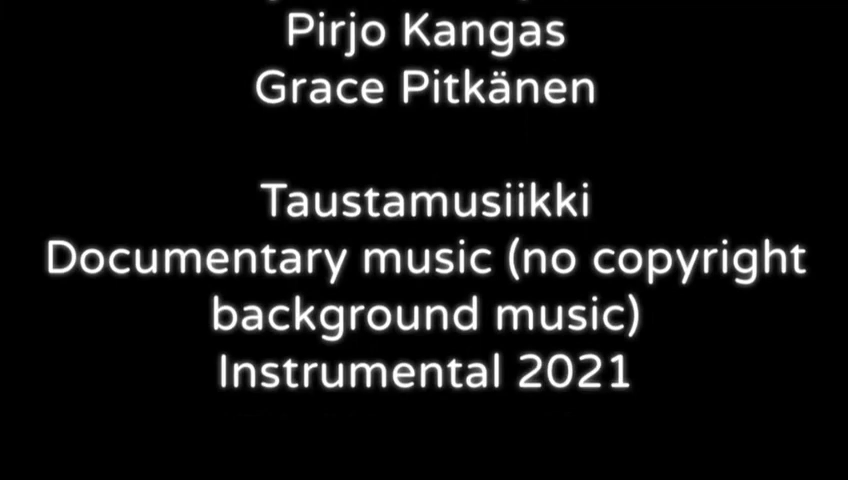 Pirjo Kangas
Grace Pitkänen
Taustamusiikki
Documentary music (no copyright
background music)
Instrumental 2021